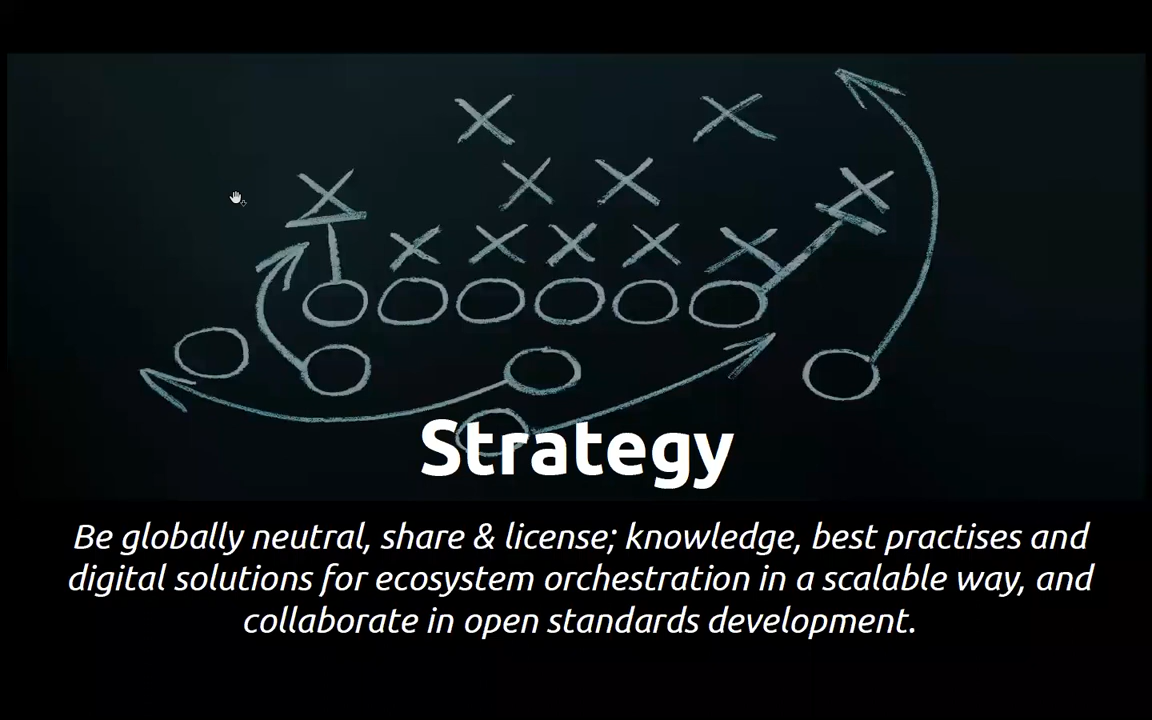 Strategy
Be globally neutral, share & license; knowledge, best practises and
digital solutions for ecosystem orchestration in a scalable way, and
collaborate in open standards development.